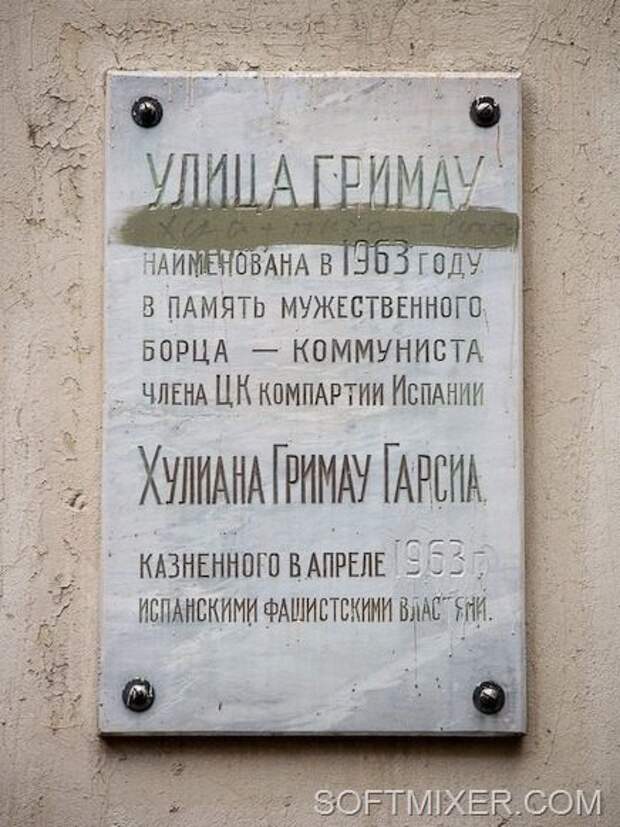 УЛИЦА ГРИМАУ
НАИМЕНОВАНА В 1963 ГОДУ
В ПАМЯТЬ МУЖЕСТВЕННОГО
БОРЦА — КОММУНИСТА
ЧЛЕНА ЦК КОМПАРТИИ ИСПАНИИ
ХУЛИАНА ГРИМАУ ГАРСИА,
КАЗНЕННОГО В АПРЕЛЕ 1963 г.
ИСПАНСКИМИ ФАШИСТСКИМИ ВЛАСТЯМИ.
SOFTMIXER.COM